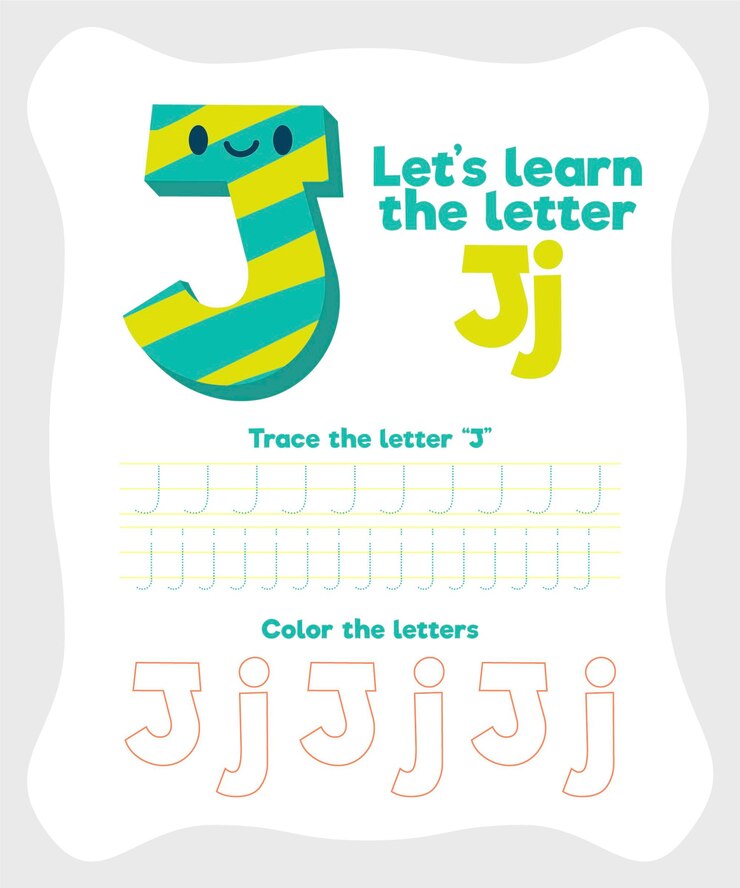 J
Let's learn
the letter
Jj
Trace the letter “J”
J J J J J J J J J J
j j j j j j j j j j j j j j j
Color the letters
J j J j J j